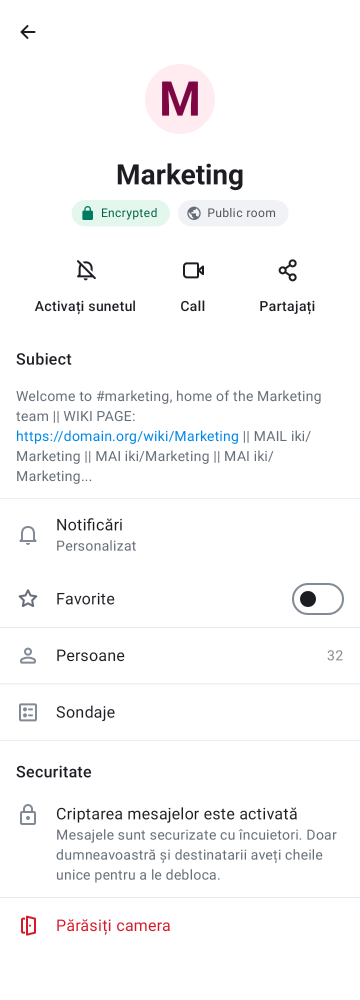 M
Marketing
Encrypted
Public room
Activați sunetul
Call
Partajați
Subiect
Welcome to #marketing, home of the Marketing
team || WIKI PAGE:
https://domain.org/wiki/Marketing || MAIL iki/
Marketing || MAI iki/Marketing || MAI iki/
Marketing...
Notificări
Personalizat
Favorite
Persoane 32
Sondaje
Securitate
Criptarea mesajelor este activată
Mesajele sunt securizate cu încuietori. Doar
dumneavoastră și destinatarii aveți cheile
unice pentru a le debloca.
Părăsiți camera